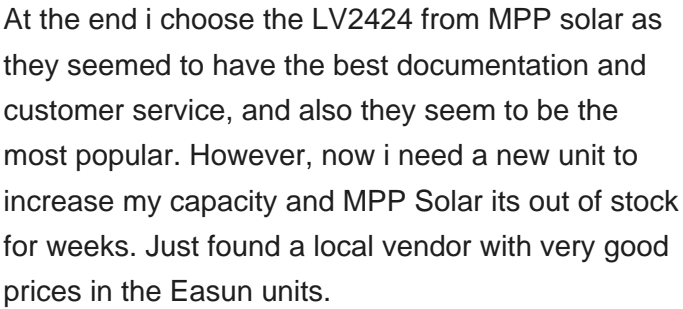 At the end i choose the LV2424 from MPP solar as
they seemed to have the best documentation and
customer service, and also they seem to be the
most popular. However, now i need a new unit to
increase my capacity and MPP Solar its out of stock
for weeks. Just found a local vendor with very good
prices in the Easun units.